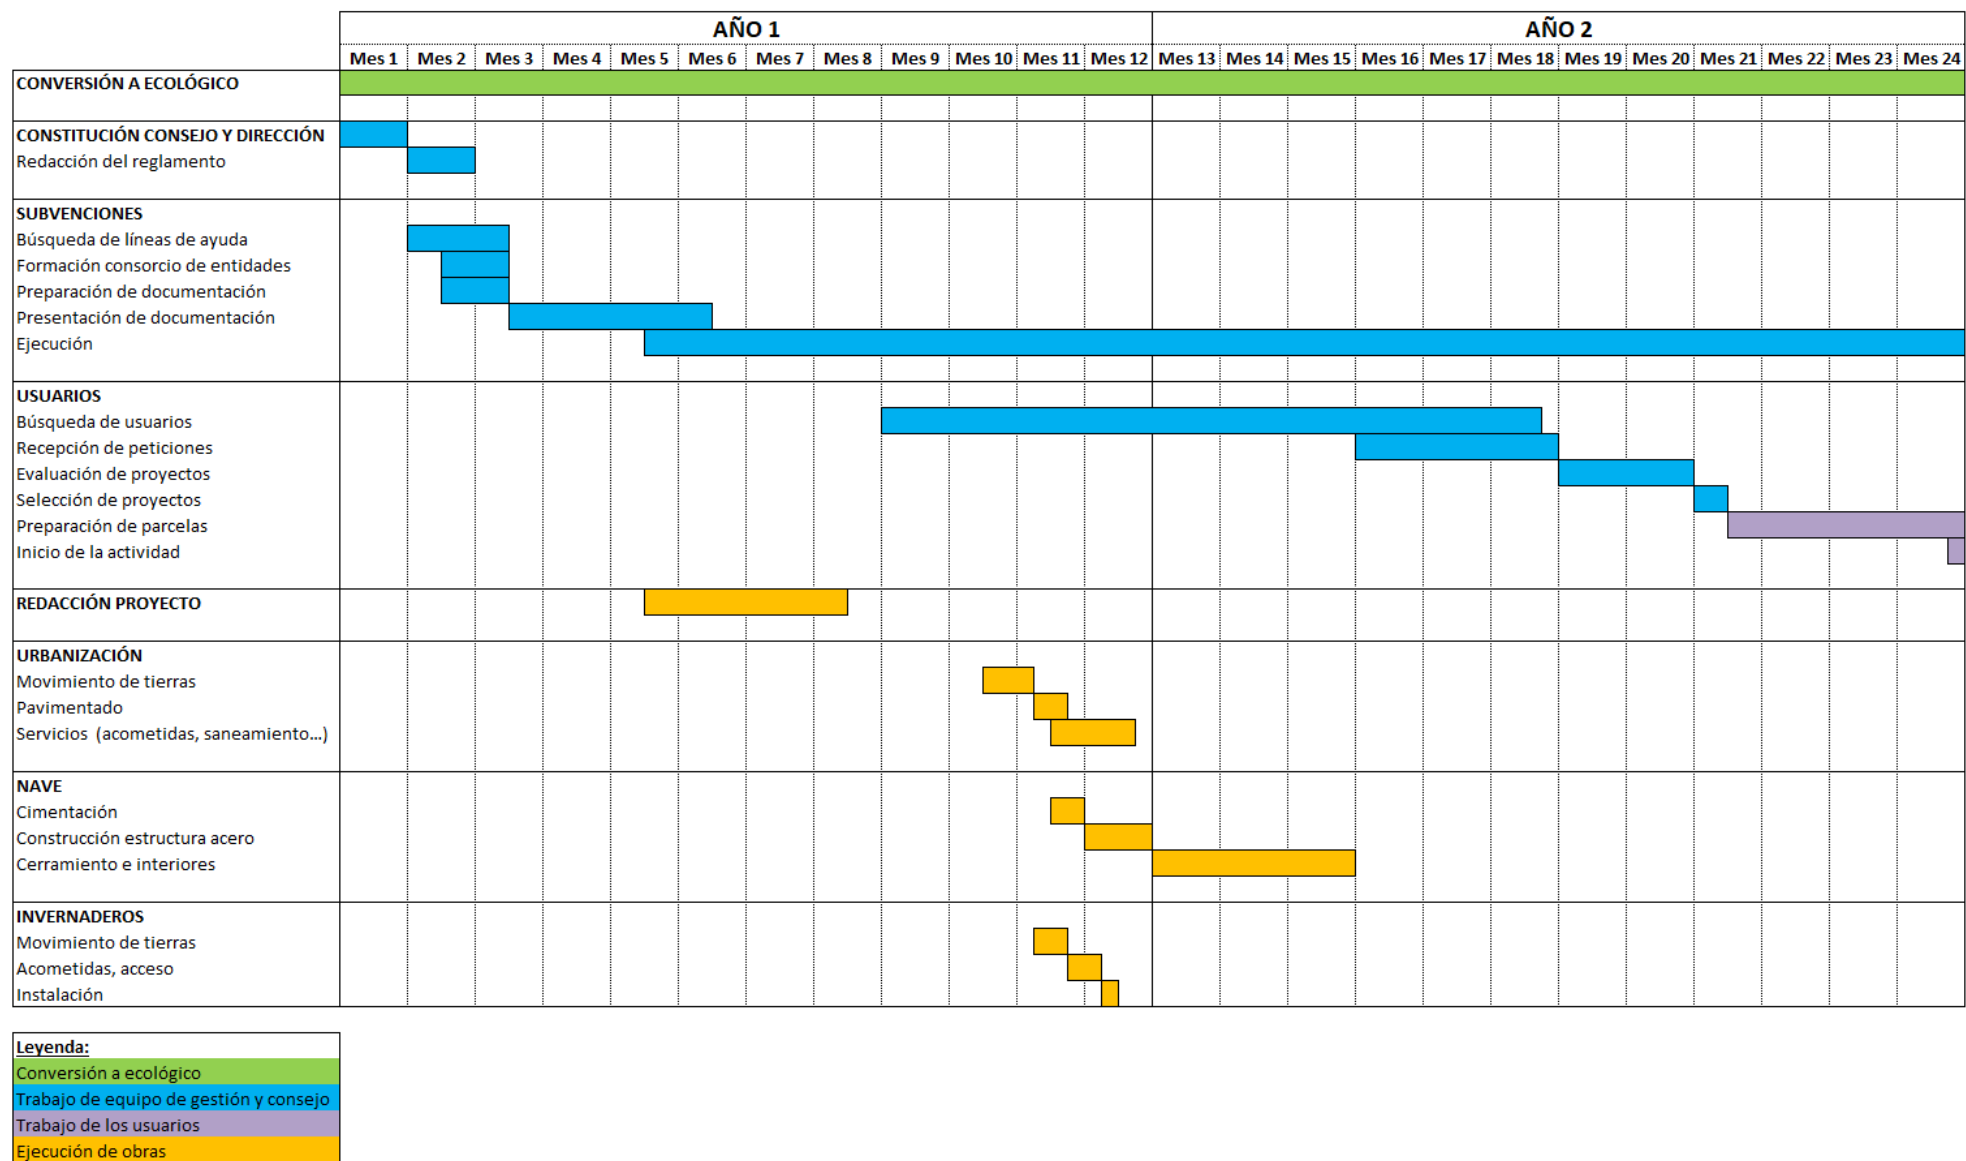 AÑO 1 AÑO 2
Mes 1 Mes 2 Mes 3 Mes 4 Mes 5 Mes 6 Mes 7 Mes 8 Mes 9 Mes 10 Mes 11 Mes 12 Mes 13 Mes 14 Mes 15 Mes 16 Mes 17 Mes 18 Mes 19 Mes 20 Mes 21 Mes 22 Mes 23 Mes 24
CONVERSIÓN A ECOLÓGICO
CONSTITUCIÓN CONSEJO Y DIRECCIÓN
Redacción del reglamento
SUBVENCIONES
Búsqueda de líneas de ayuda
Formación consorcio de entidades
Preparación de documentación
Presentación de documentación
Ejecución
USUARIOS
Búsqueda de usuarios
Recepción de peticiones
Evaluación de proyectos
Selección de proyectos
Preparación de parcelas
Inicio de la actividad
REDACCIÓN PROYECTO
URBANIZACIÓN
Movimiento de tierras
Pavimentado
Servicios (acometidas, saneamiento...)
NAVE
Cimentación
Construcción estructura acero
Cerramiento e interiores
INVERNADEROS
Movimiento de tierras
Acometidas, acceso
Instalación
Leyenda:
Conversión a ecológico
Trabajo de equipo de gestión y consejo
Trabajo de los usuarios
Ejecución de obras